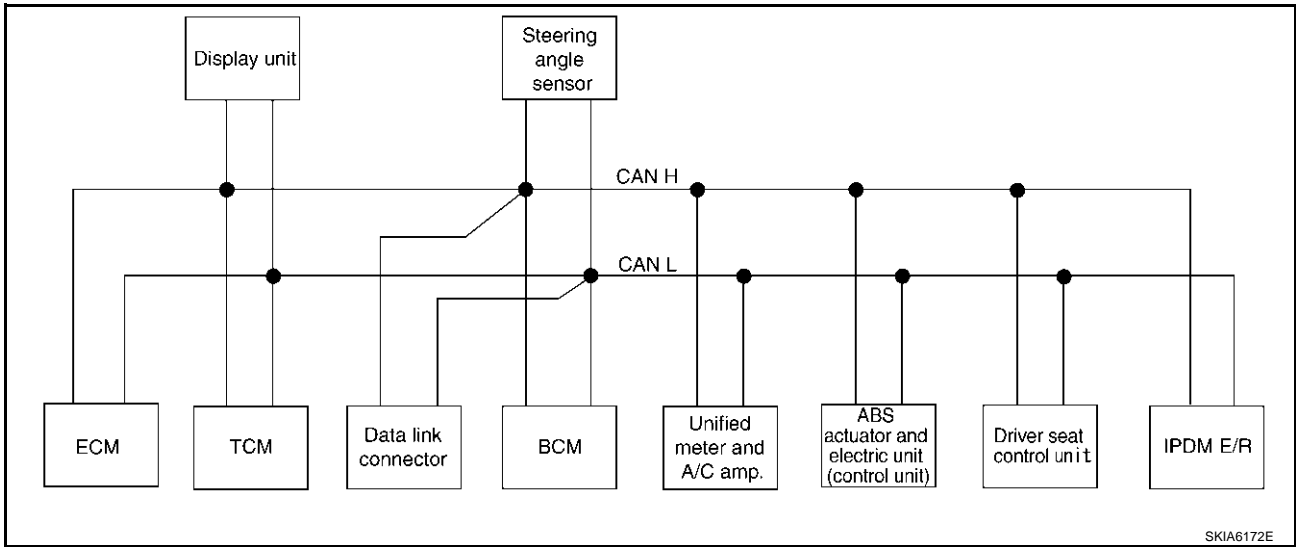 Display unit
Steering
angle
sensor
CAN H
CAN L
ECM
TCM
Data link
connector
BCM
Unified
meter and
A/C amp.
ABS
actuator and
electric unit
(control unit)
Driver seat
control unit
IPDM E/R
SKIA6172E